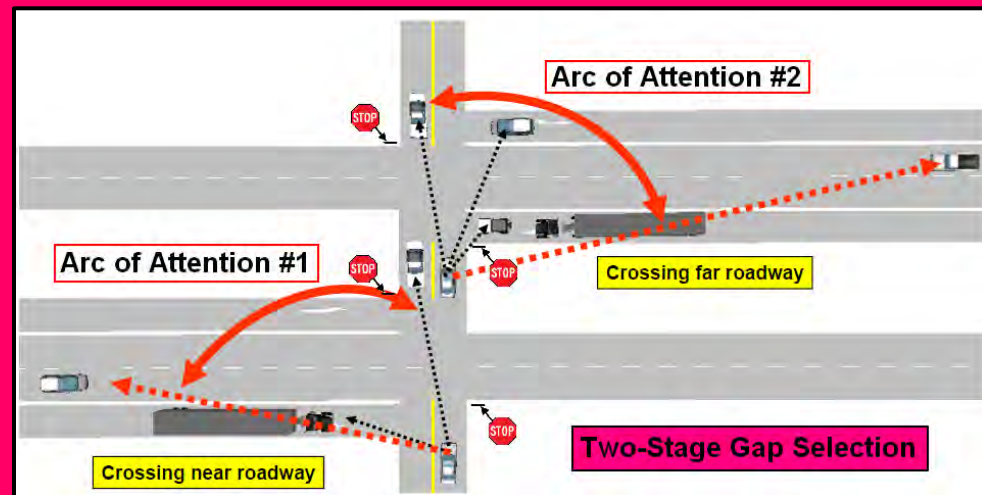 Arc of Attention #2
STOP
Arc of Attention #1
STOP
STOP
Crossing far roadway
STOP
Two-Stage Gap Selection
Crossing near roadway